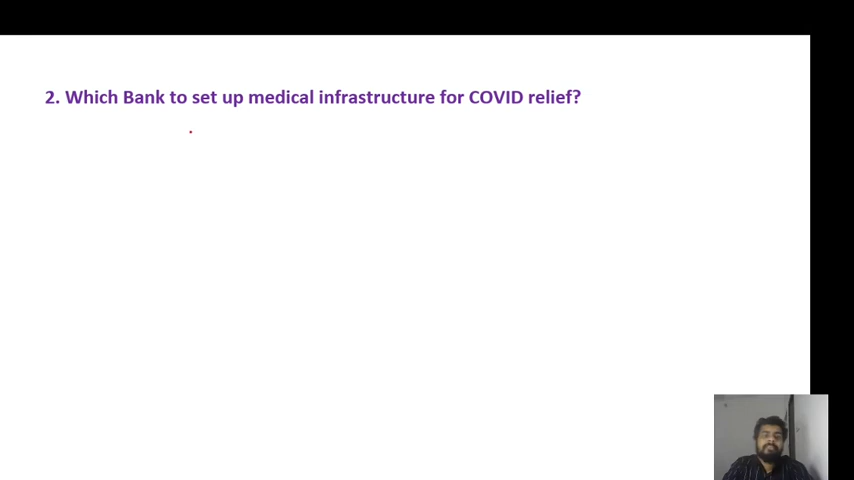 2. Which Bank to set up medical infrastructure for COVID relief?